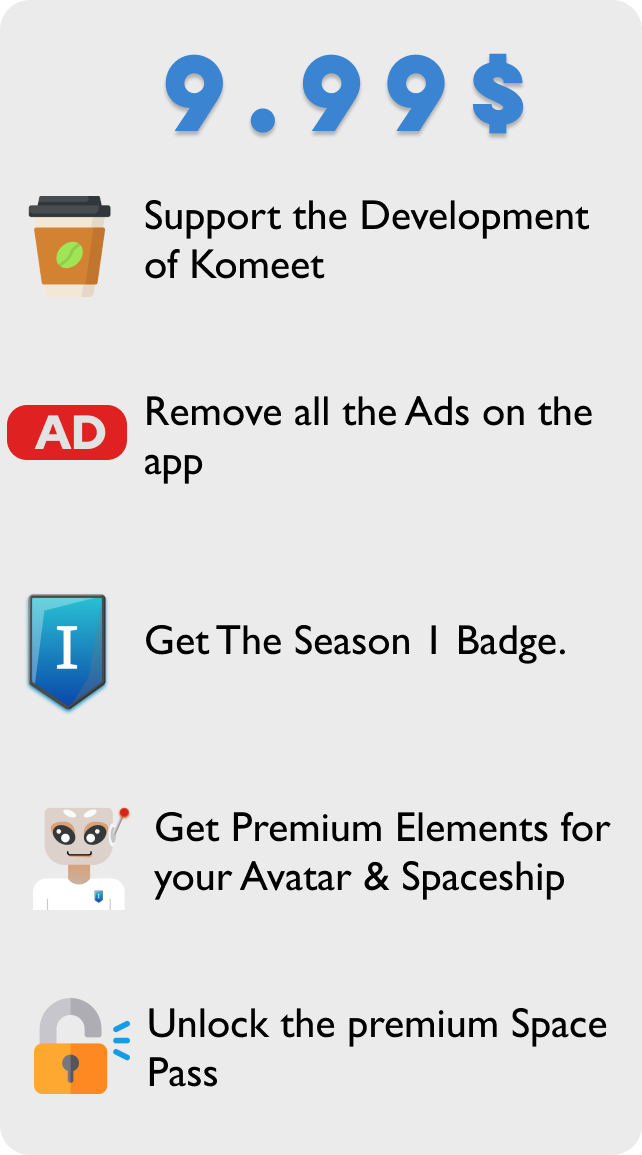 9.99$
Support the Development
of Komeet
AD
Remove all the Ads on the
app
I
Get The Season 1 Badge.
Get Premium Elements for
your Avatar & Spaceship
I
Unlock the premium Space
Pass